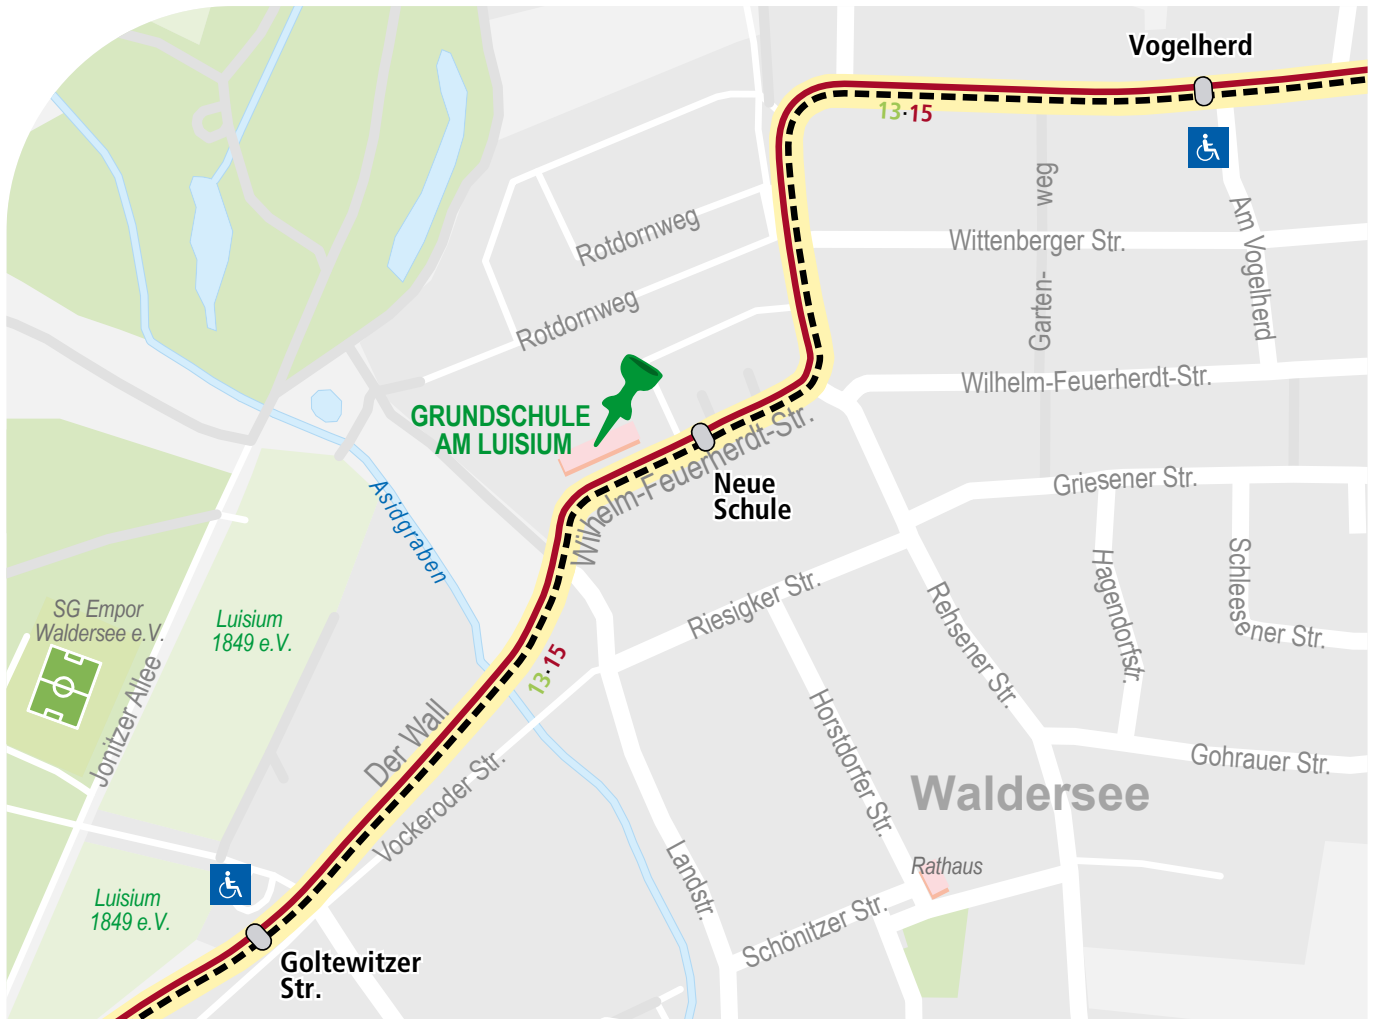 Vogelherd
13·15
weg
Garten-
Am Vogelherd
Rotdornweg
Wittenberger Str.
Rotdornweg
Wilhelm-Feuerherdt-Str.
GRUNDSCHULE
AM LUISIUM
Wilhelm-Feuerherdt-Str.
Neue
Schule
Griesener Str.
Asidgraben
Hagendorfstr.
Schleesener Str.
Riesigker Str.
Rehsener Str.
SG Empor
Waldersee e.V.
Luisium
1849 e.V.
Jonitzer Allee
13·15
Der Wall
Vockeroder Str.
Horstdorfer Str.
Gohrauer Str.
Waldersee
Rathaus
Landstr.
Schönitzer Str.
Luisium
1849 e.V.
Goltewitzer
Str.